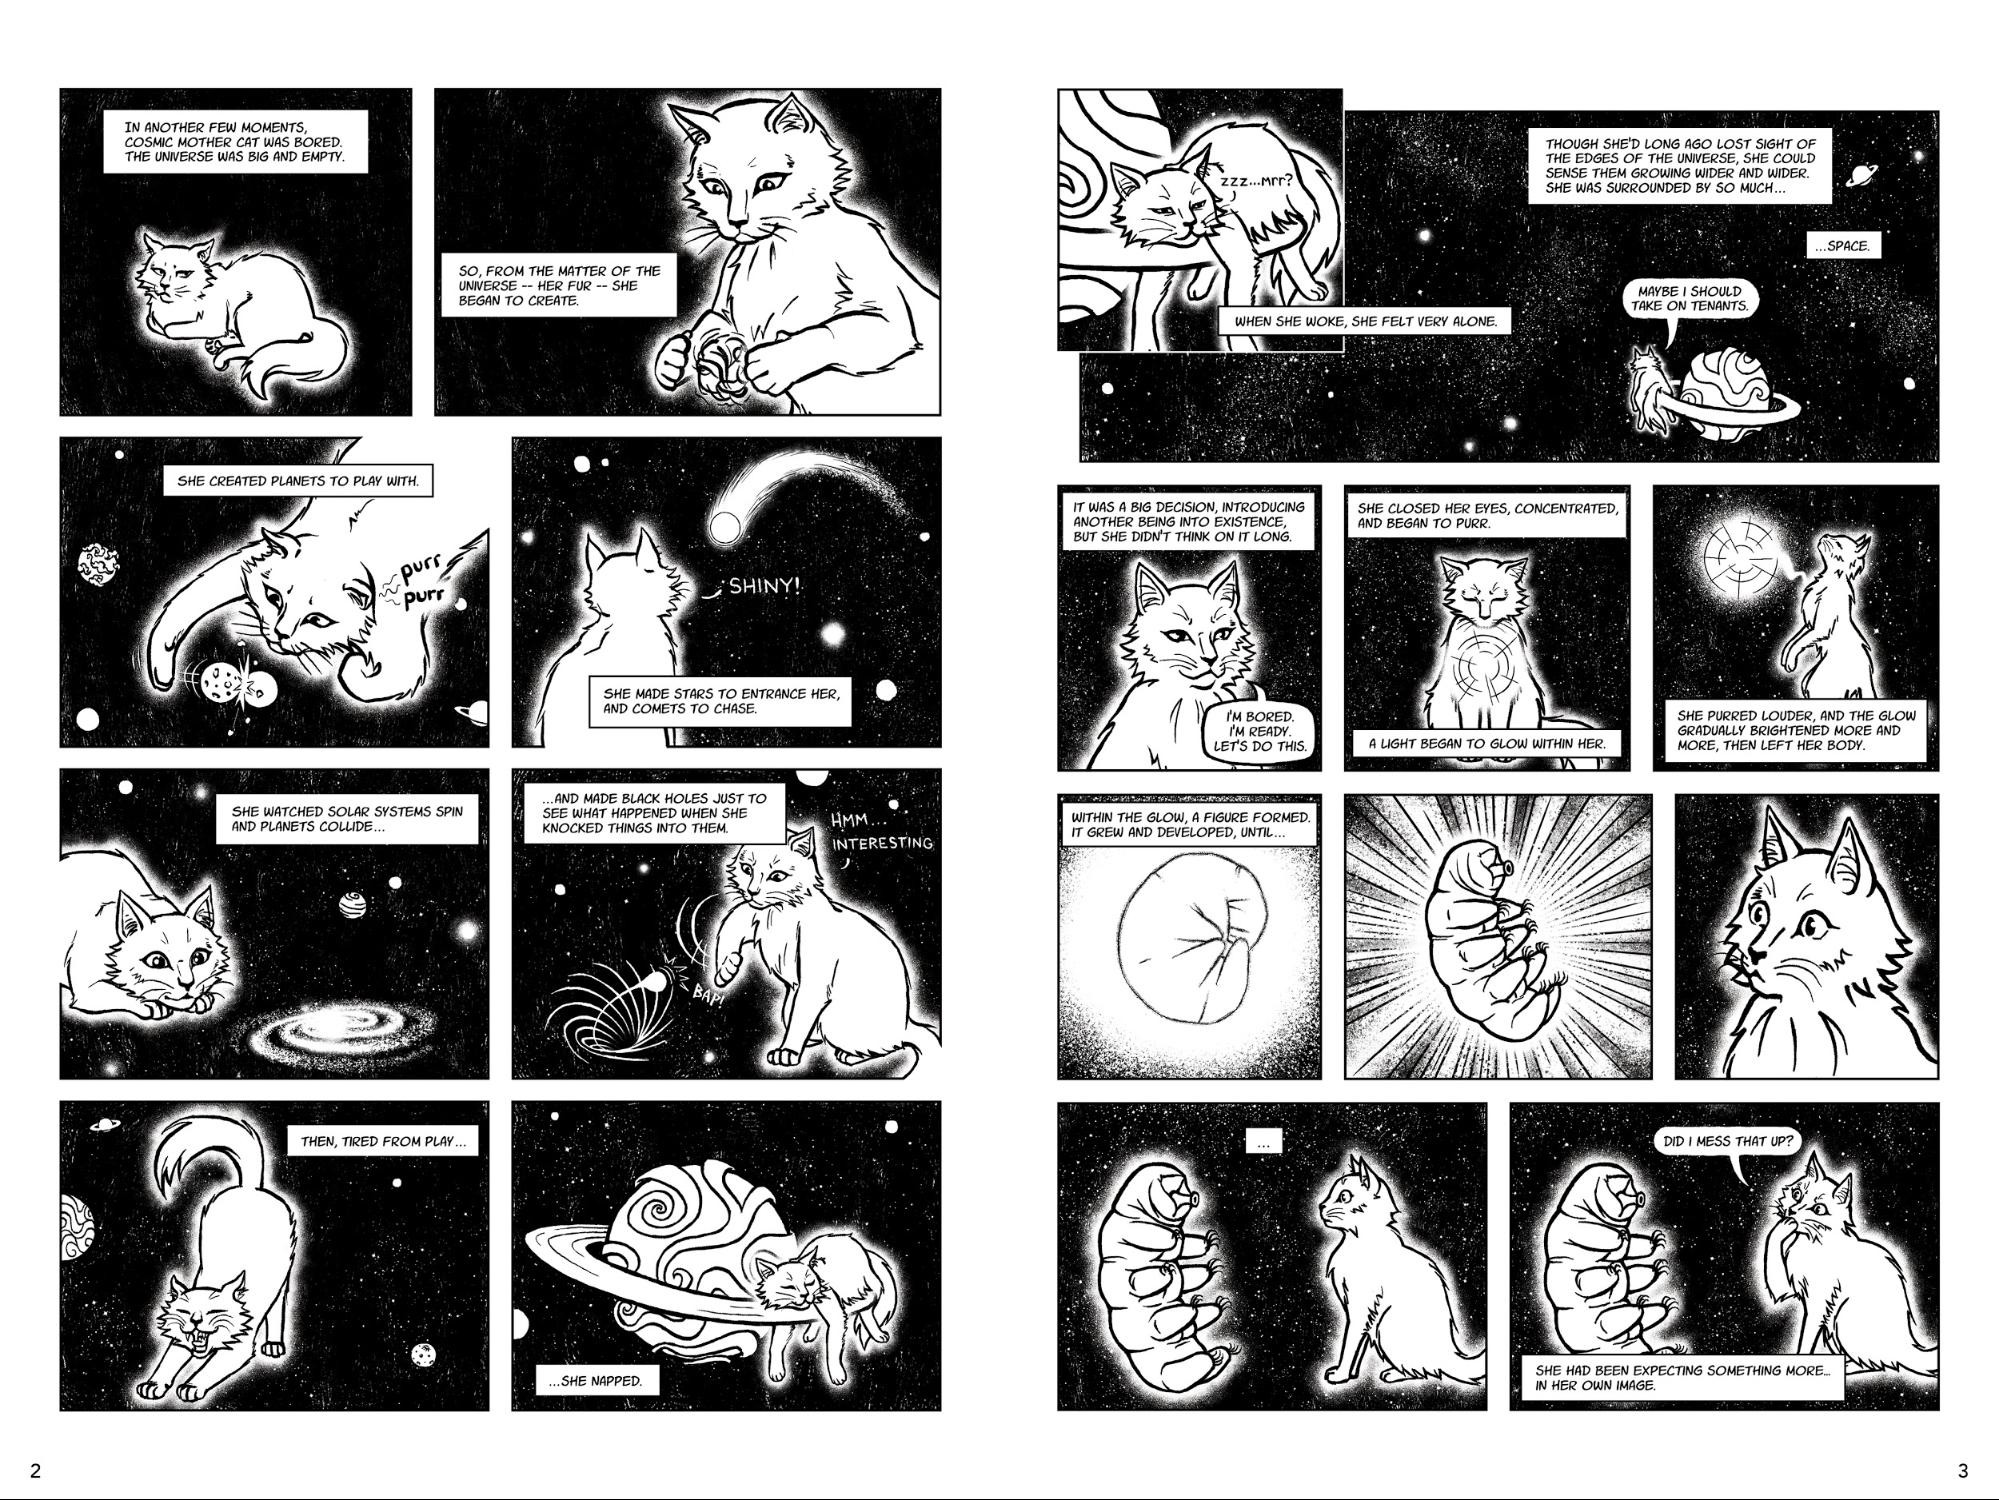 IN ANOTHER FEW MOMENTS,
COSMIC MOTHER CAT WAS BORED.
THE UNIVERSE WAS BIG AND EMPTY.
SO, FROM THE MATTER OF THE
UNIVERSE -- HER FUR -- SHE
BEGAN TO CREATE.
SHE CREATED PLANETS TO PLAY WITH.
purr
purr
SHINY!
SHE MADE STARS TO ENTRANCE HER,
AND COMETS TO CHASE.
SHE WATCHED SOLAR SYSTEMS SPIN
AND PLANETS COLLIDE...
...AND MADE BLACK HOLES JUST TO
SEE WHAT HAPPENED WHEN SHE
KNOCKED THINGS INTO THEM.
HMM...
INTERESTING
BAP!
THEN, TIRED FROM PLAY...
...SHE NAPPED.
2
zzz...mrr?
WHEN SHE WOKE, SHE FELT VERY ALONE.
THOUGH SHE'D LONG AGO LOST SIGHT OF
THE EDGES OF THE UNIVERSE, SHE COULD
SENSE THEM GROWING WIDER AND WIDER.
SHE WAS SURROUNDED BY SO MUCH...
...SPACE.
MAYBE I SHOULD
TAKE ON TENANTS.
IT WAS A BIG DECISION, INTRODUCING
ANOTHER BEING INTO EXISTENCE,
BUT SHE DIDN'T THINK ON IT LONG.
I'M BORED.
I'M READY.
LET'S DO THIS.
SHE CLOSED HER EYES, CONCENTRATED,
AND BEGAN TO PURR.
A LIGHT BEGAN TO GLOW WITHIN HER.
SHE PURRED LOUDER, AND THE GLOW
GRADUALLY BRIGHTENED MORE AND
MORE, THEN LEFT HER BODY.
WITHIN THE GLOW, A FIGURE FORMED.
IT GREW AND DEVELOPED, UNTIL...
...
DID I MESS THAT UP?
SHE HAD BEEN EXPECTING SOMETHING MORE...
IN HER OWN IMAGE.
3